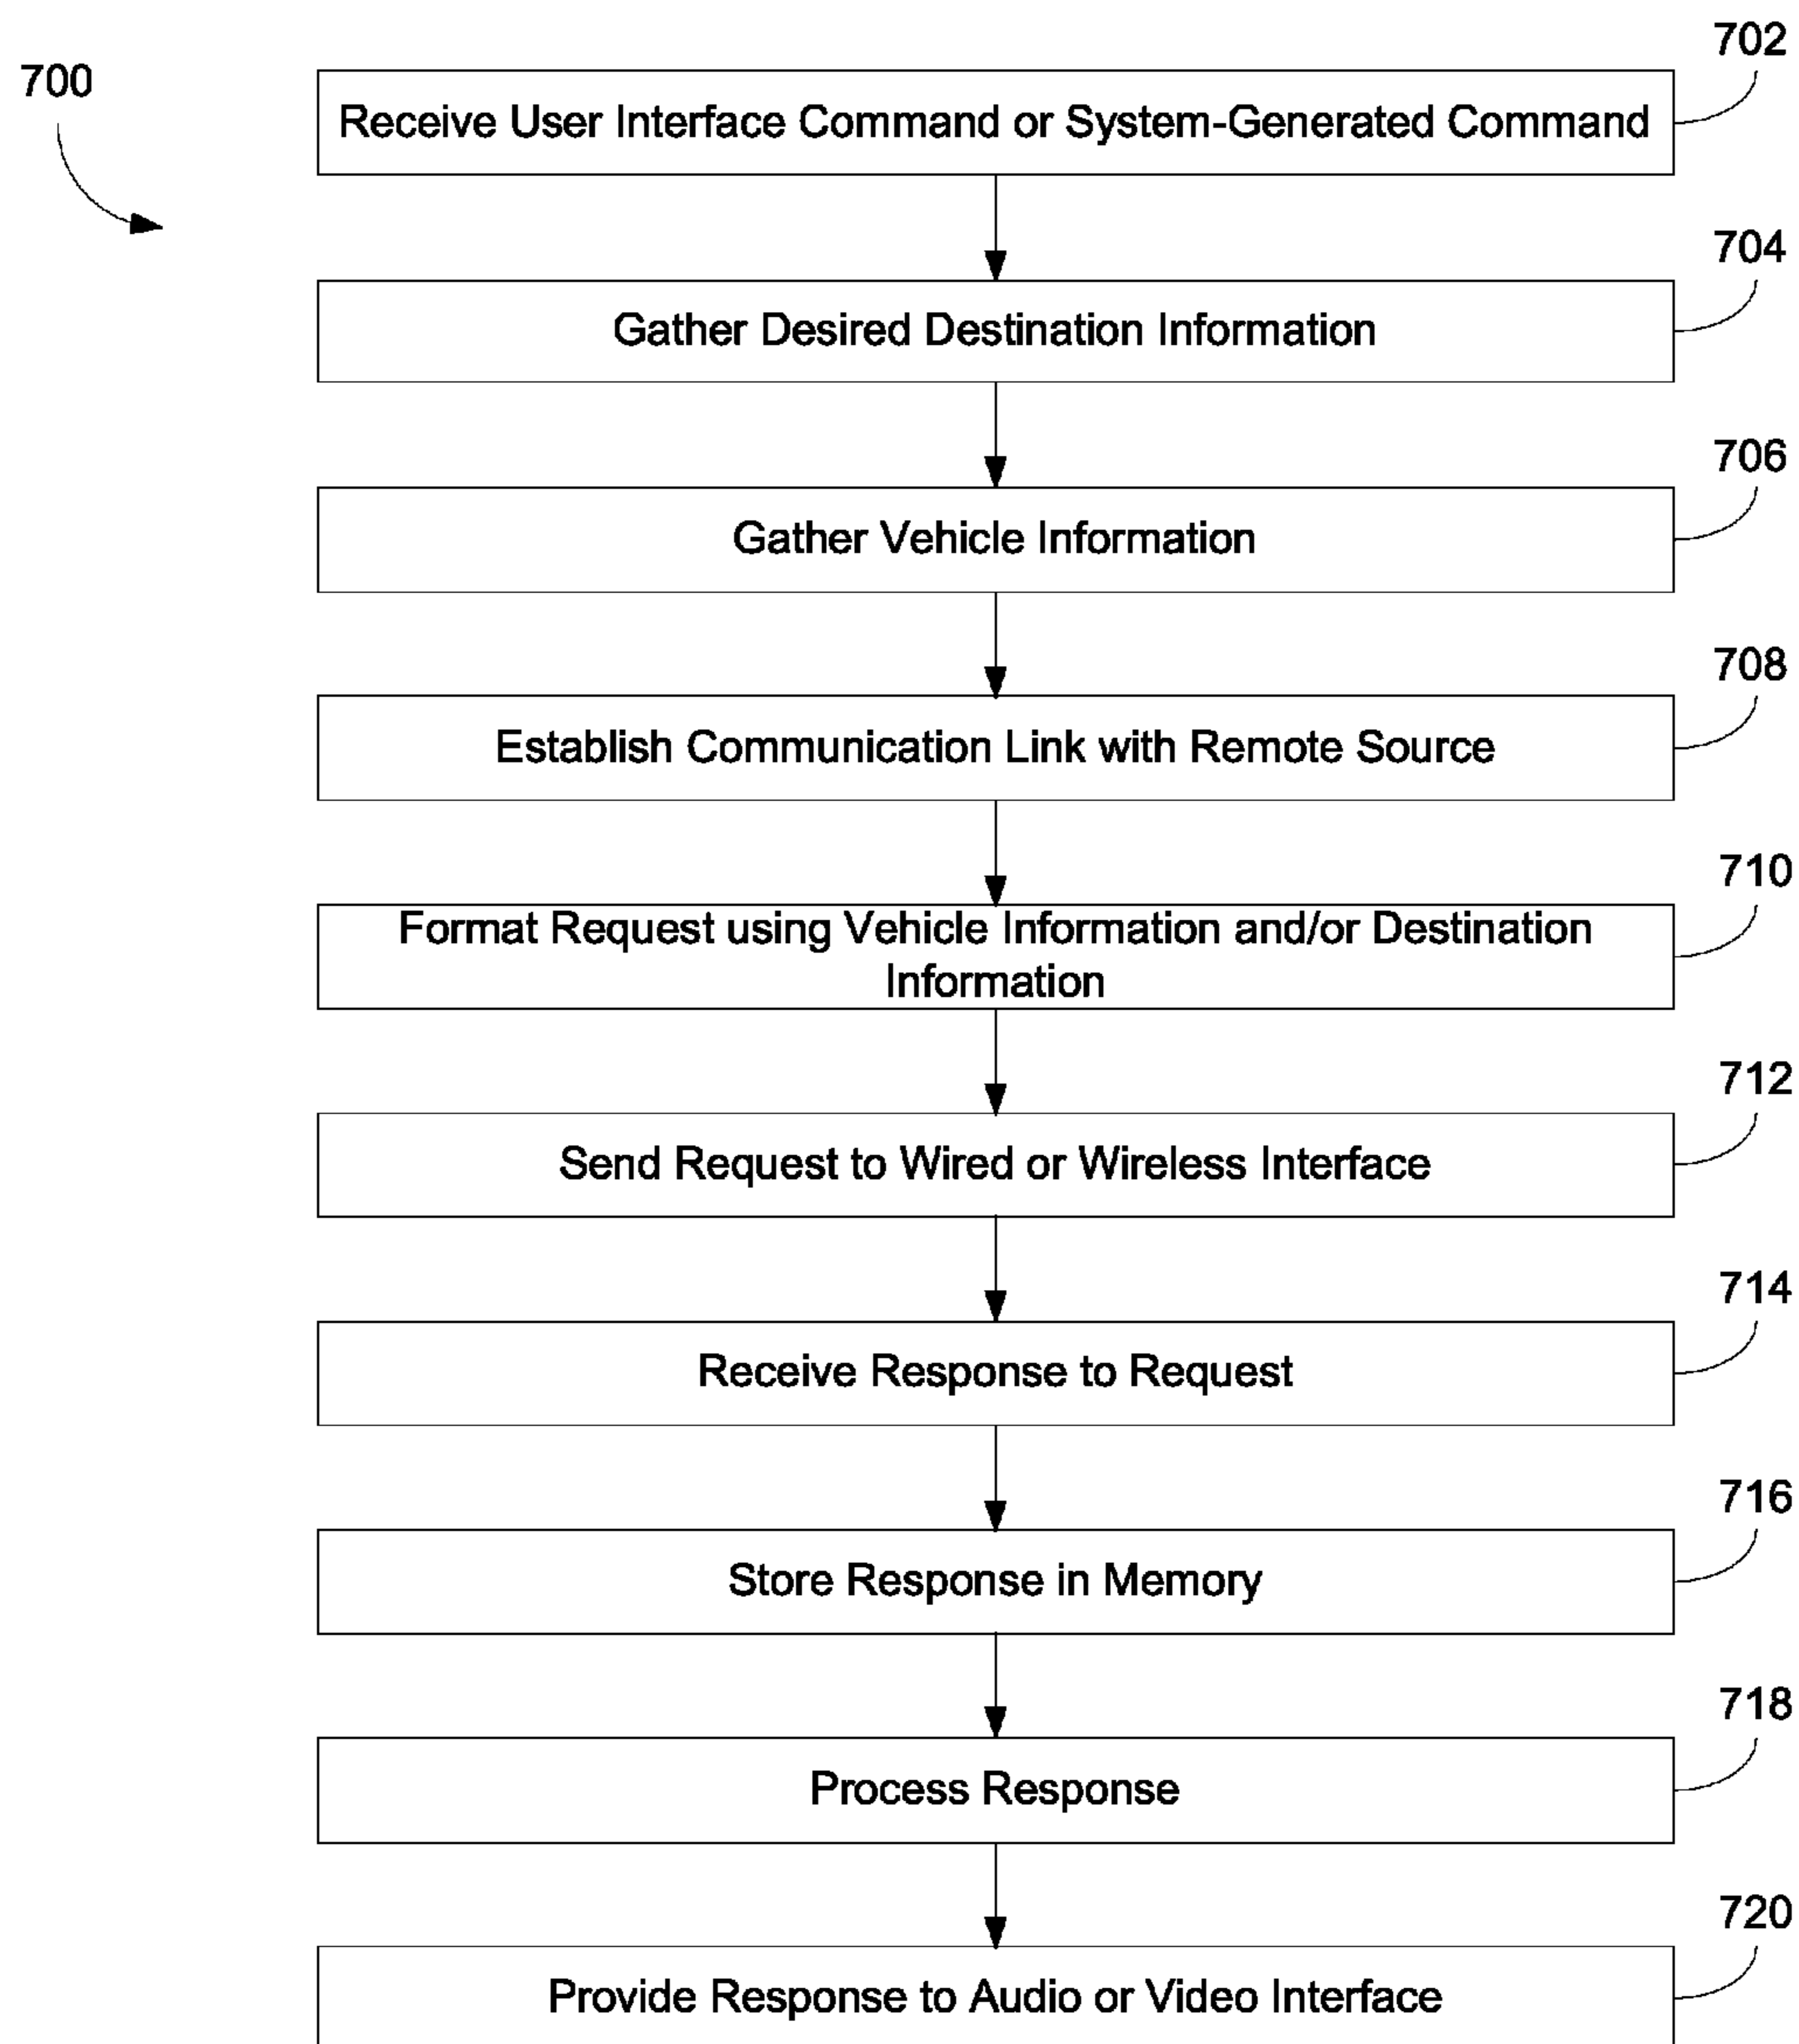 702
700
Receive User Interface Command or System-Generated Command
704
Gather Desired Destination Information
706
Gather Vehicle Information
708
Establish Communication Link with Remote Source
710
Format Request using Vehicle Information and/or Destination
Information
712
Send Request to Wired or Wireless Interface
714
Receive Response to Request
716
Store Response in Memory
718
Process Response
720
Provide Response to Audio or Video Interface